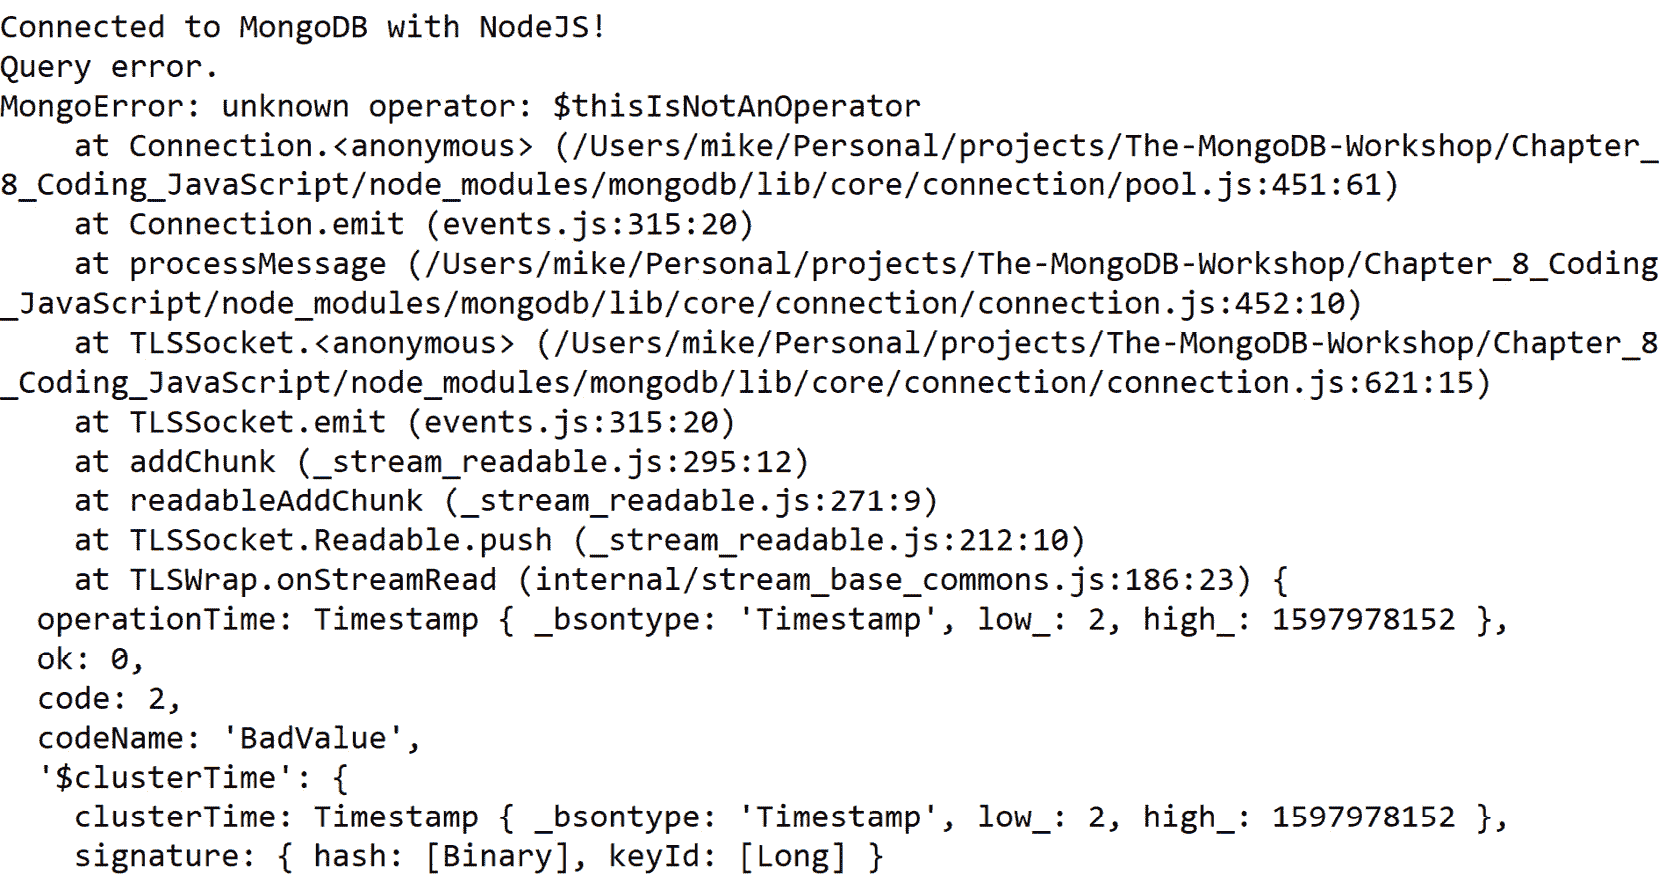 Connected to MongoDB with NodeJS!
Query error.
MongoError: unknown operator: $thisIsNotAnOperator
    at Connection.<anonymous> (/Users/mike/Personal/projects/The-MongoDB-Workshop/Chapter_
8_Coding_JavaScript/node_modules/mongodb/lib/core/connection/pool.js:451:61)
    at Connection.emit (events.js:315:20)
    at processMessage (/Users/mike/Personal/projects/The-MongoDB-Workshop/Chapter_8_Coding
_JavaScript/node_modules/mongodb/lib/core/connection/connection.js:452:10)
    at TLSSocket.<anonymous> (/Users/mike/Personal/projects/The-MongoDB-Workshop/Chapter_8
_Coding_JavaScript/node_modules/mongodb/lib/core/connection/connection.js:621:15)
    at TLSSocket.emit (events.js:315:20)
    at addChunk (_stream_readable.js:295:12)
    at readableAddChunk (_stream_readable.js:271:9)
    at TLSSocket.Readable.push (_stream_readable.js:212:10)
    at TLSWrap.onStreamRead (internal/stream_base_commons.js:186:23) {
  operationTime: Timestamp { _bsontype: 'Timestamp', low_: 2, high_: 1597978152 },
  ok: 0,
  code: 2,
  codeName: 'BadValue',
  '$clusterTime': {
    clusterTime: Timestamp { _bsontype: 'Timestamp', low_: 2, high_: 1597978152 },
    signature: { hash: [Binary], keyId: [Long] }